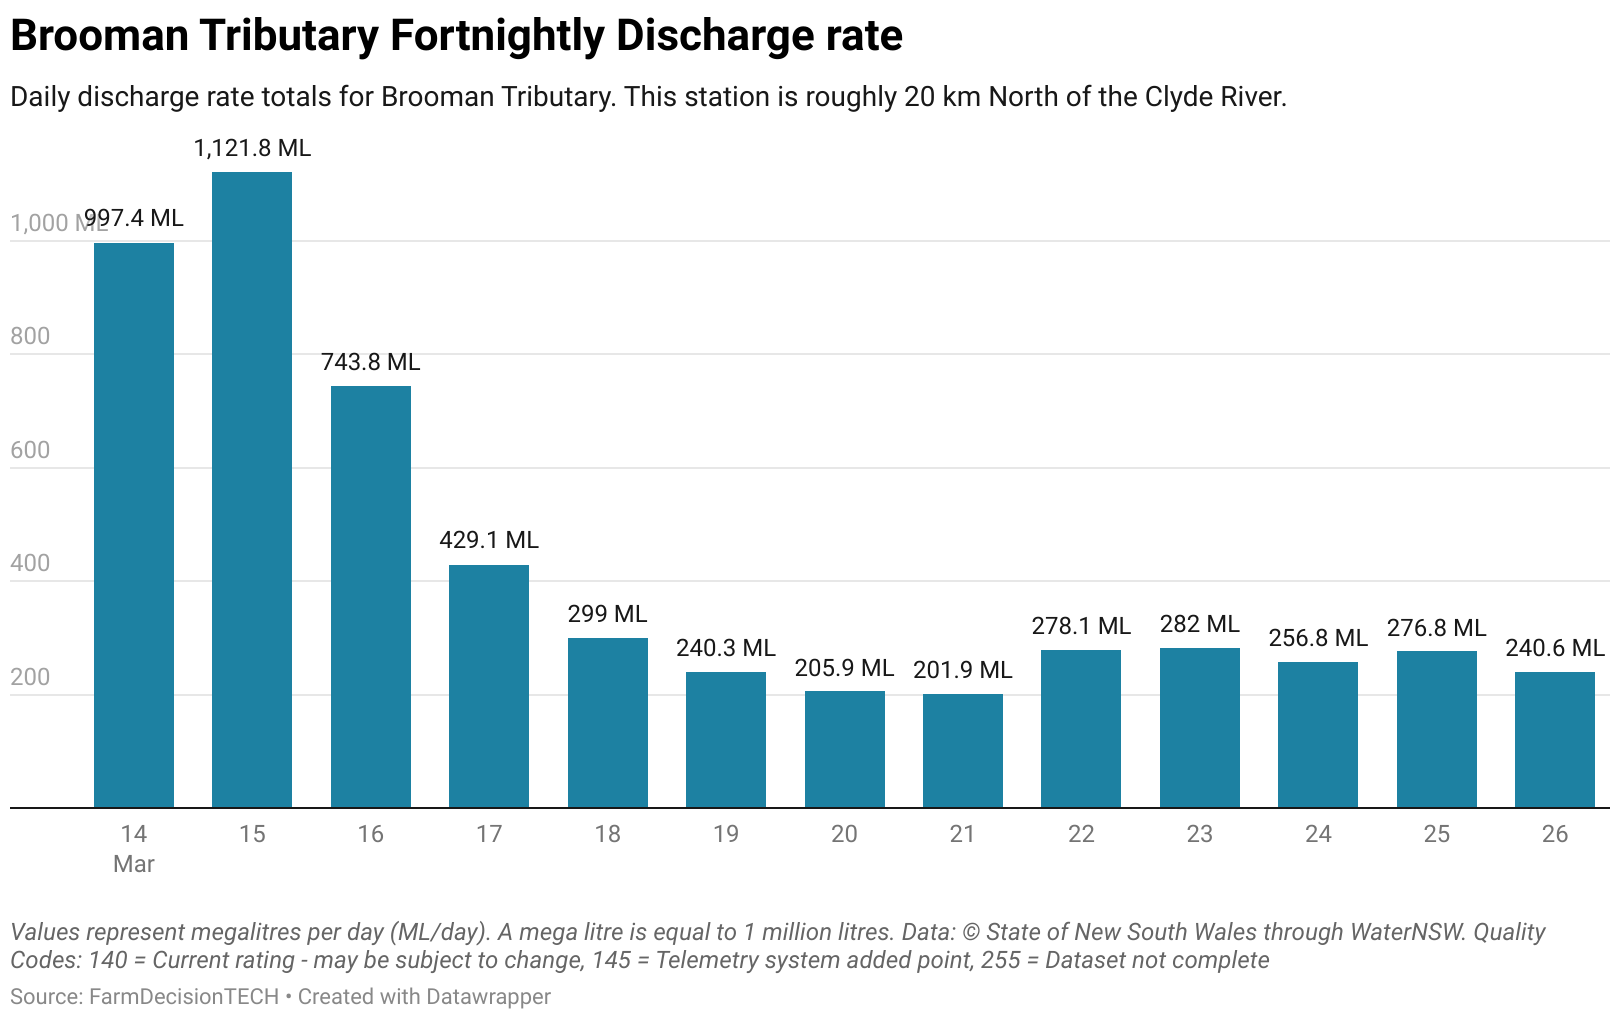 Brooman Tributary Fortnightly Discharge rate
Daily discharge rate totals for Brooman Tributary. This station is roughly 20 km North of the Clyde River.
1,121.8 ML
1,000 ML
997.4 ML
800
743.8 ML
600
429.1 ML
400
299 ML
240.3 ML
205.9 ML
201.9 ML
278.1 ML
282 ML
256.8 ML
276.8 ML
240.6 ML
200
14 15 16 17 18 19 20 21 22 23 24 25 26
Mar
Values represent megalitres per day (ML/day). A mega litre is equal to 1 million litres. Data: © State of New South Wales through WaterNSW. Quality
Codes: 140 = Current rating - may be subject to change, 145 = Telemetry system added point, 255 = Dataset not complete
Source: FarmDecisionTECH • Created with Datawrapper